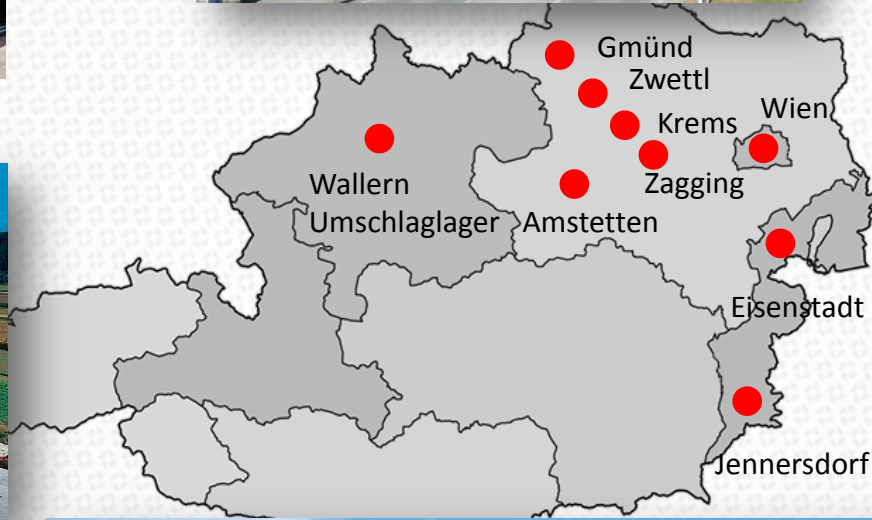 Gmünd
Zwettl
Krems
Wien
Zagging
Wallern
Umschlaglager
Amstetten
Eisenstadt
Jennersdorf